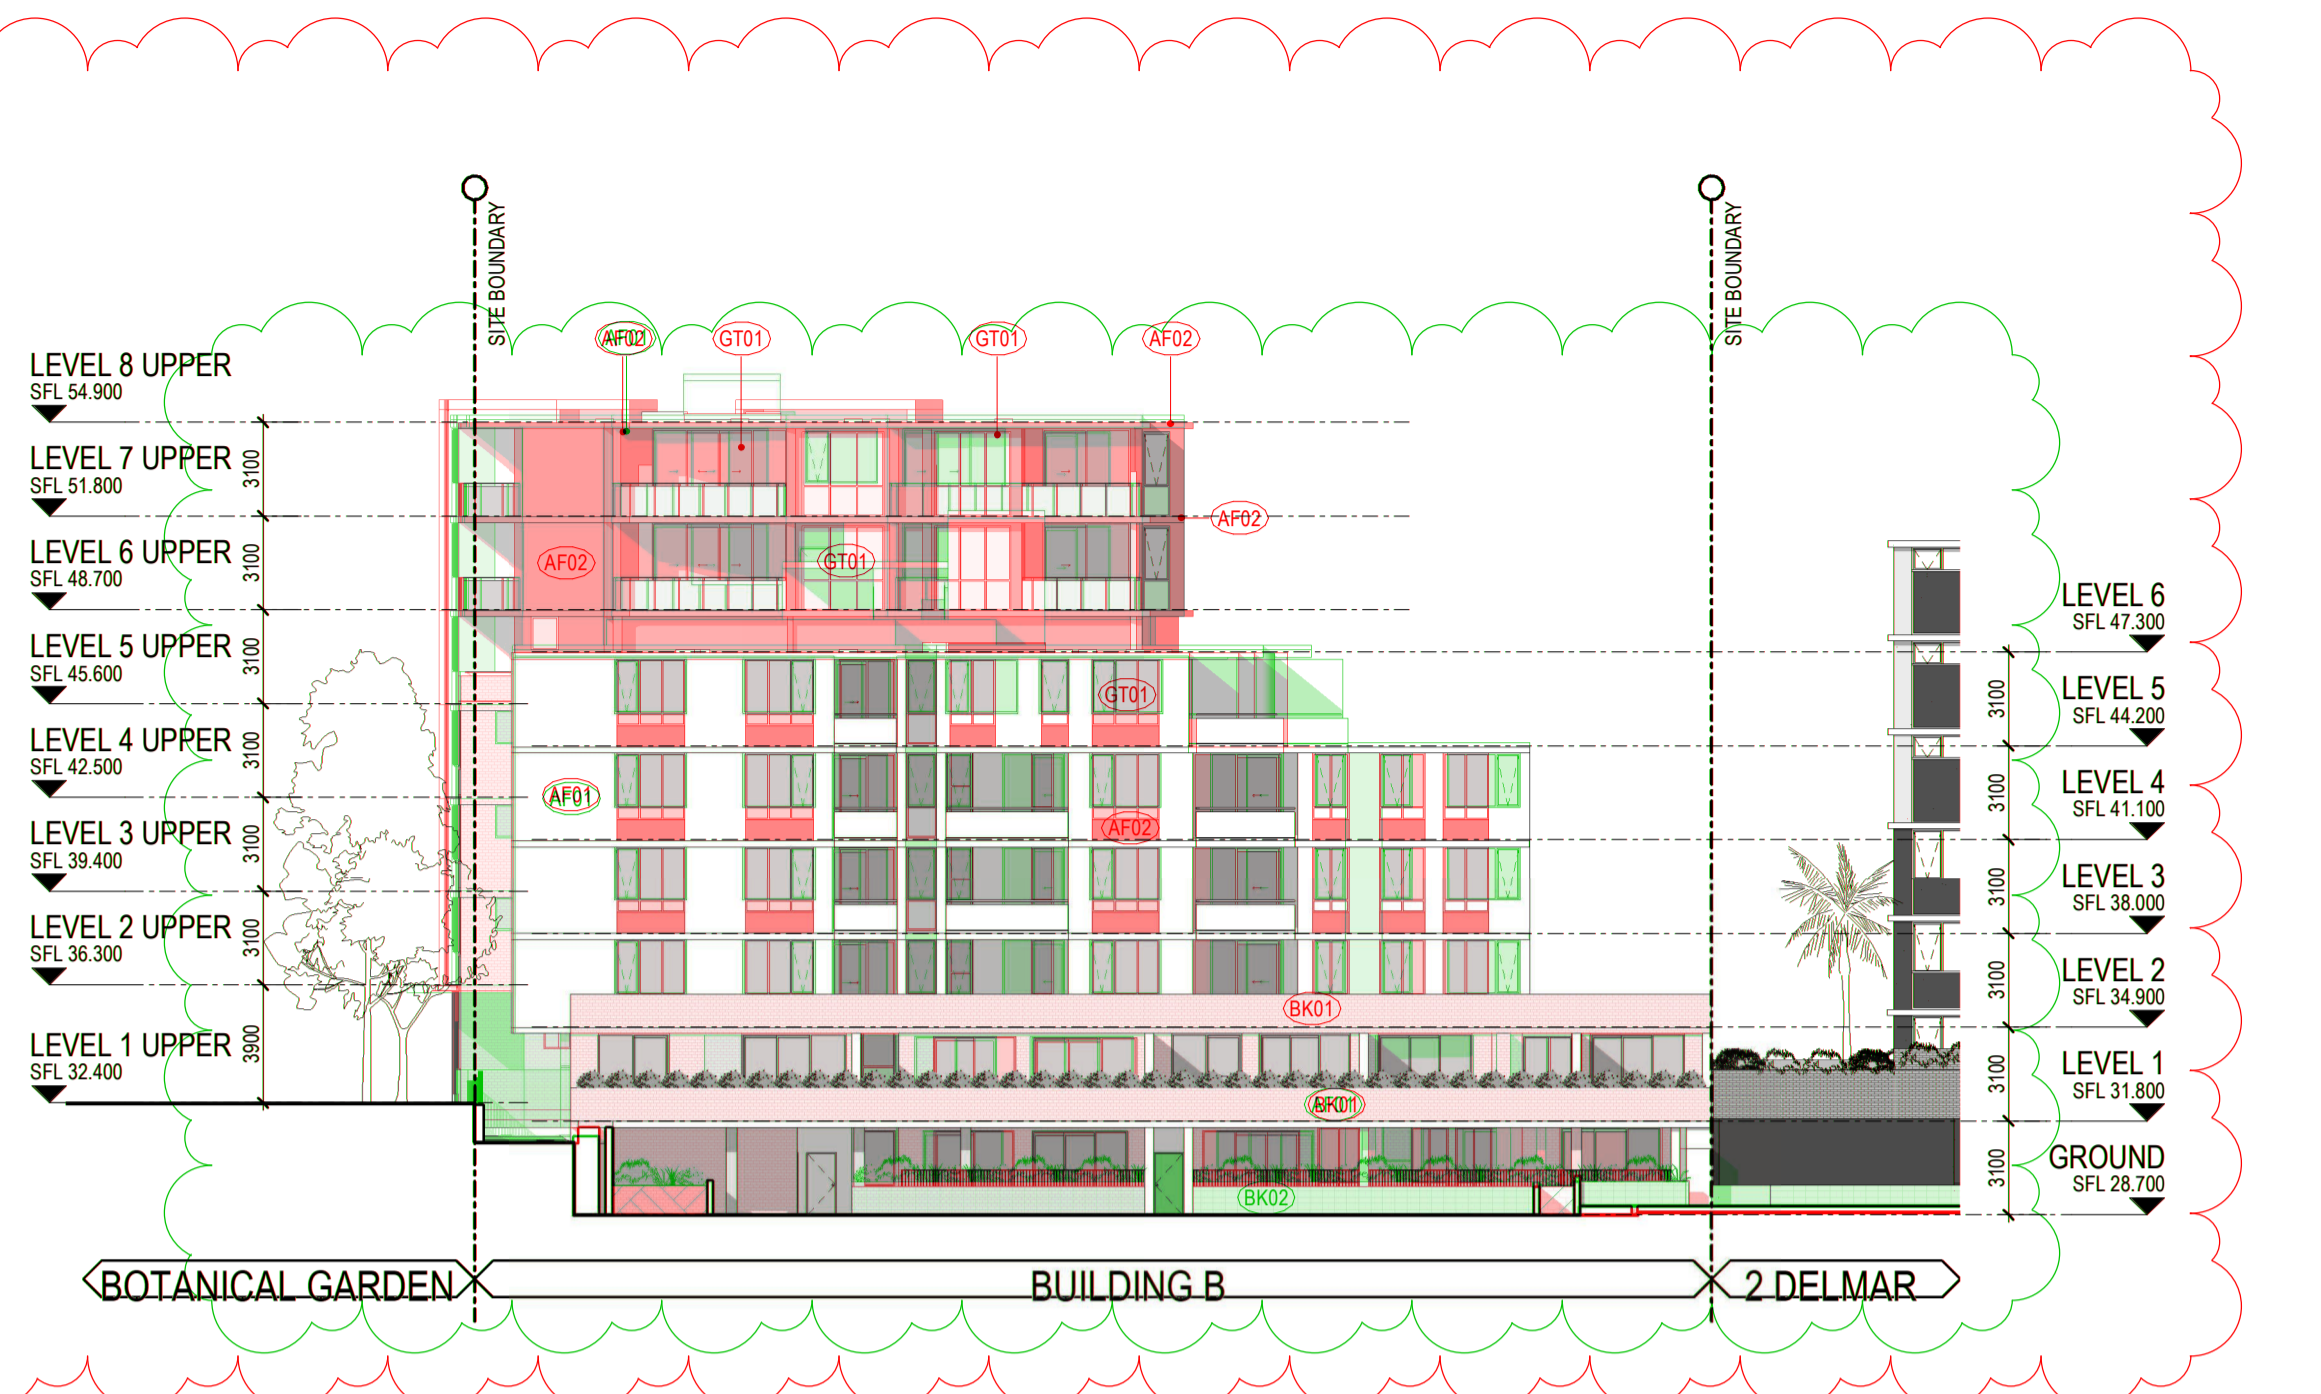 SITE BOUNDARY
SITE BOUNDARY
AF02
GT01
GT01
AF02
LEVEL 8 UPPER
SFL 54.900
LEVEL 7 UPPER
SFL 51.800
3100
AF02
LEVEL 6 UPPER
SFL 48.700
3100
AF02
GT01
LEVEL 5 UPPER
SFL 45.600
3100
LEVEL 4 UPPER
SFL 42.500
3100
LEVEL 3 UPPER
SFL 39.400
3100
LEVEL 2 UPPER
SFL 36.300
3100
LEVEL 1 UPPER
SFL 32.400
3900
GT01
AF01
AF02
BK01
BK01
BK02
LEVEL 6
SFL 47.300
3100
LEVEL 5
SFL 44.200
3100
LEVEL 4
SFL 41.100
3100
LEVEL 3
SFL 38.000
3100
LEVEL 2
SFL 34.900
3100
LEVEL 1
SFL 31.800
3100
GROUND
SFL 28.700
BOTANICAL GARDEN
BUILDING B
2 DELMAR